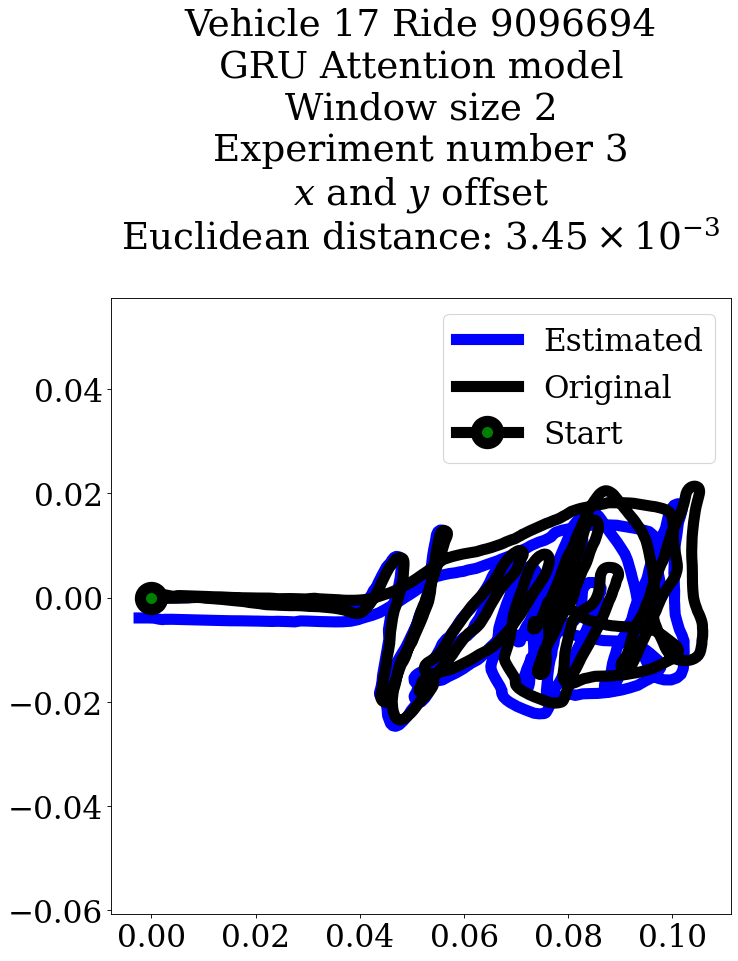 Vehicle 17 Ride 9096694
GRU Attention model
Window size 2
Experiment number 3
x and y offset
Euclidean distance: 3.45 × 10⁻³
Estimated
Original
Start
0.04
0.02
0.00
−0.02
−0.04
−0.06
0.00 0.02 0.04 0.06 0.08 0.10